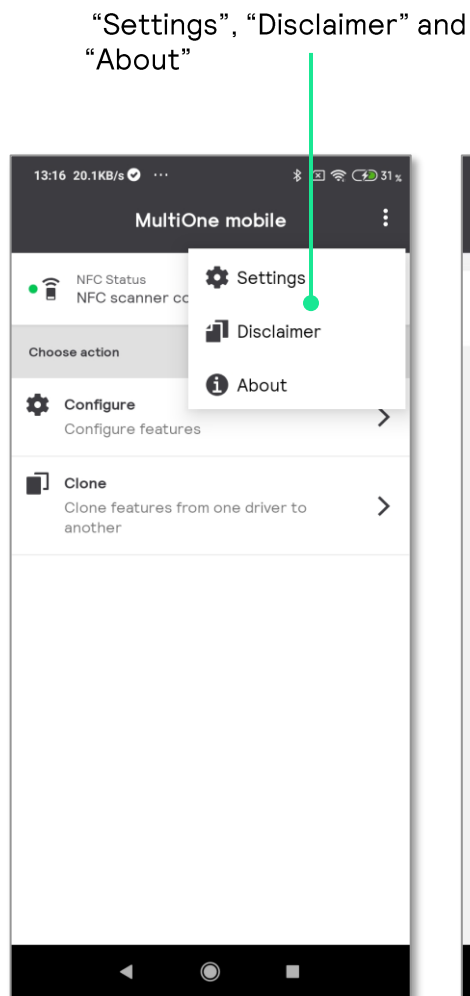 “Settings”, “Disclaimer” and
“About”
13:16 20.1KB/s ··· 31%
MultiOne mobile
NFC Status
NFC scanner co
Settings
Disclaimer
About
Choose action
Configure
Configure features
Clone
Clone features from one driver to
another